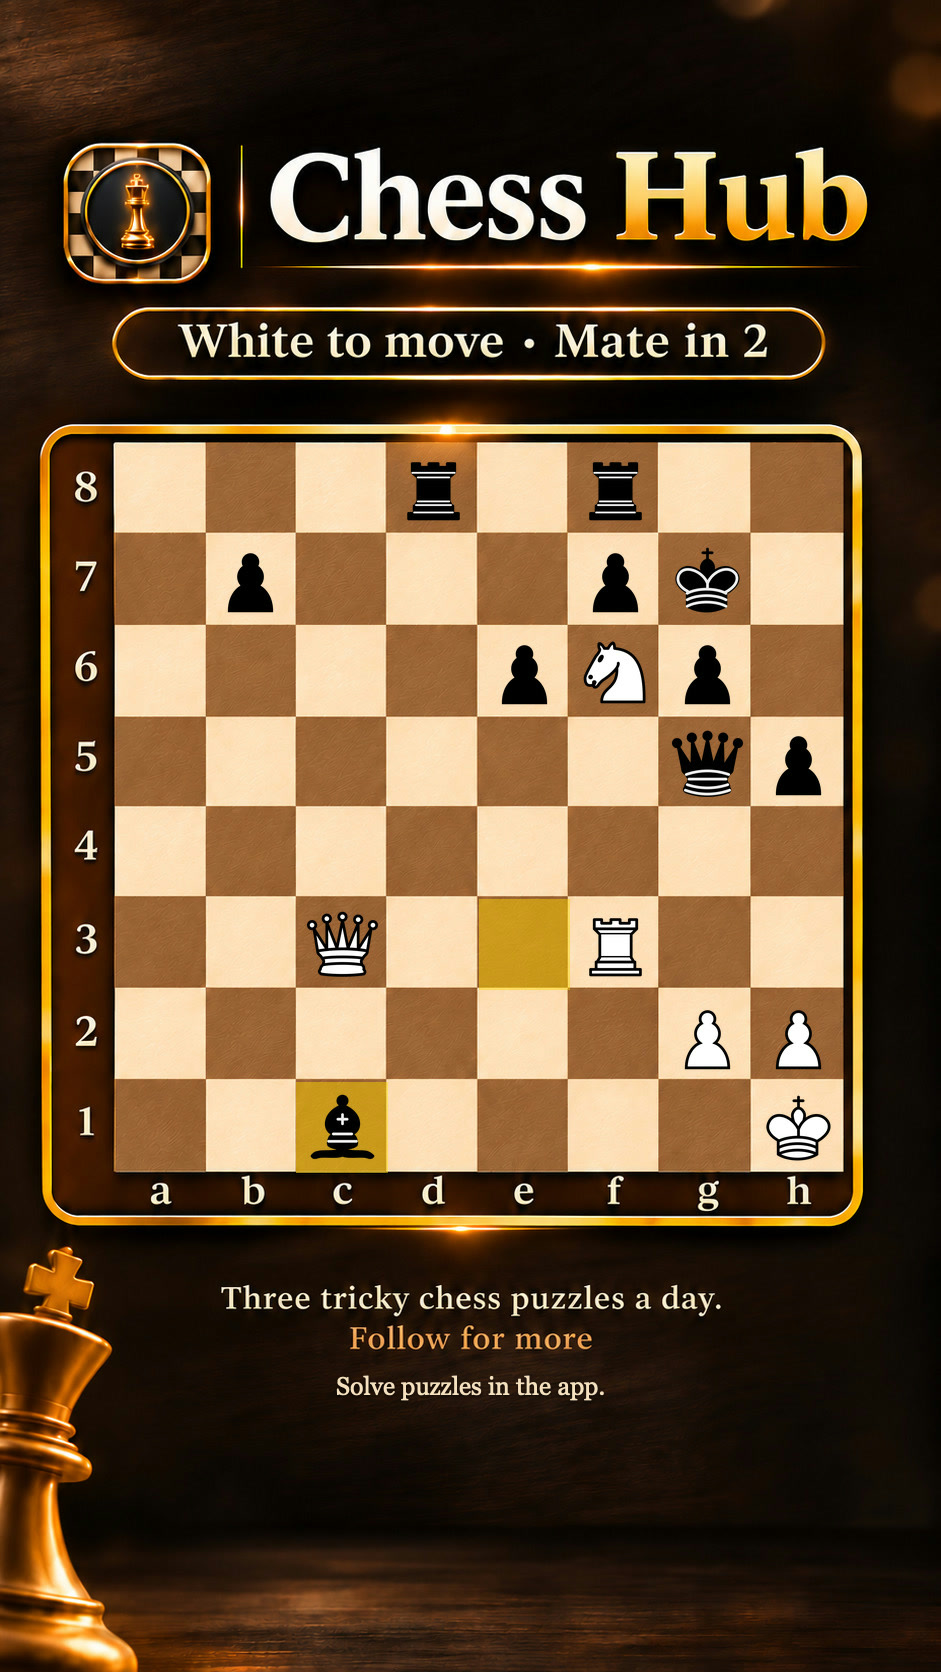 Chess Hub
White to move • Mate in 2
8
7
6
5
4
3
2
1
a b c d e f g h
Three tricky chess puzzles a day.
Follow for more
Solve puzzles in the app.